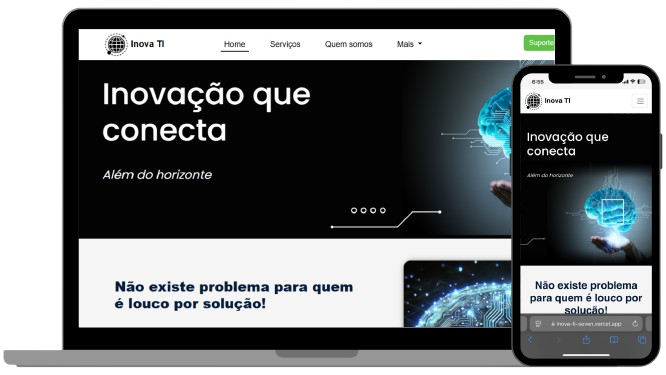 Inova TI
Home
Serviços
Quem somos
Mais
Suporte
Inovação que
conecta
Além do horizonte
Não existe problema para quem
é louco por solução!
6:55
Inova TI
Inovação que
conecta
Além do horizonte
Não existe problema
para quem é louco por
solução!
inova-ti-seven.vercel.app